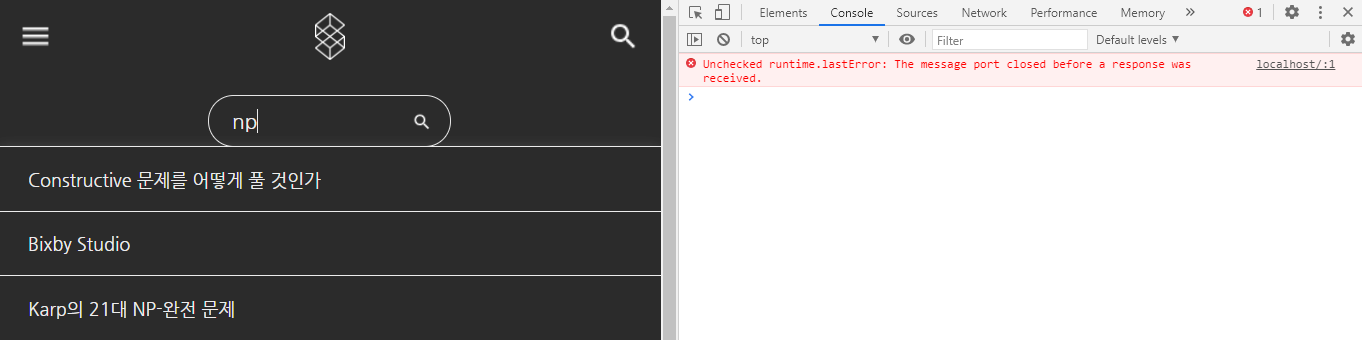 np
Constructive 문제를 어떻게 풀 것인가
Bixby Studio
Karp의 21대 NP-완전 문제
Elements Console Sources Network Performance Memory » 1
top Filter Default levels
Unchecked runtime.lastError: The message port closed before a response was localhost/:1
received.